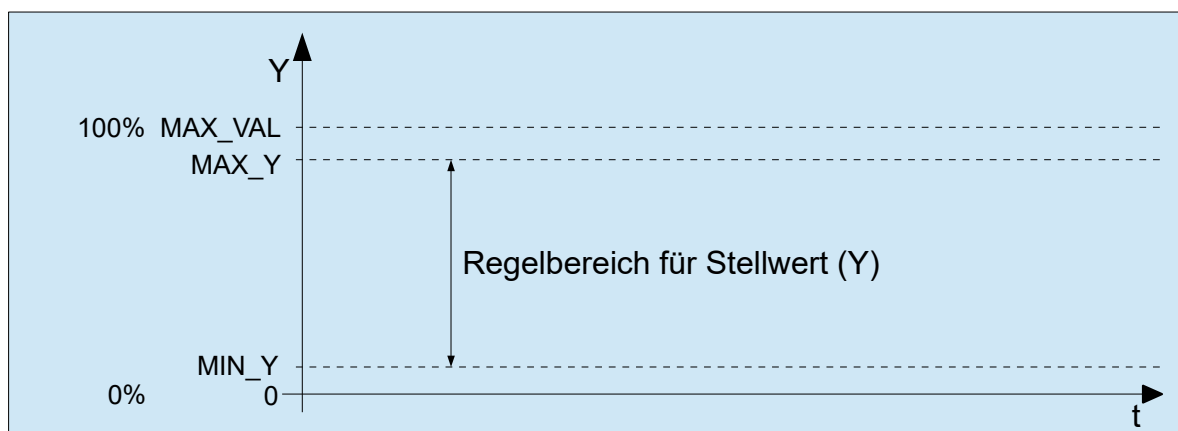 Y
100% MAX_VAL
MAX_Y
Regelbereich für Stellwert (Y)
MIN_Y
0% 0
t